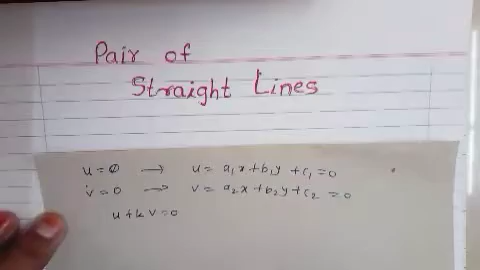 Pair of
Straight Lines
u = 0 → u = a₁x + b₁y + c₁ = 0
v = 0 → v = a₂x + b₂y + c₂ = 0
u + k v = 0